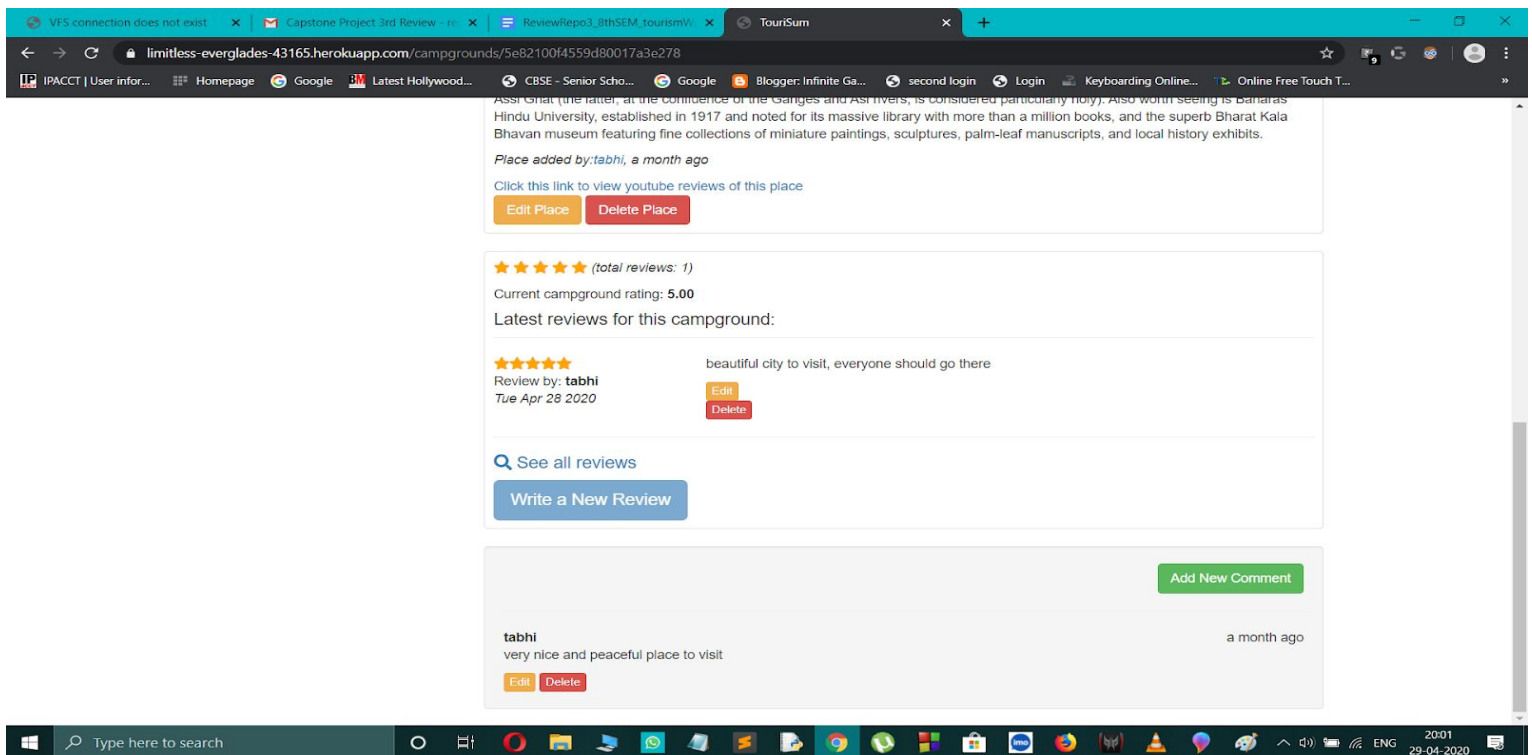 VFS connection does not exist
Capstone Project 3rd Review - re
ReviewRepo3_8thSEM_tourismW
TouriSum
limitless-everglades-43165.herokuapp.com/campgrounds/5e82100f4559d80017a3e278
9
IPACCT | User infor...
Homepage
Google
BM Latest Hollywood...
CBSE - Senior Scho...
Google
Blogger: Infinite Ga...
second login
Login
Keyboarding Online...
Online Free Touch T...
»
Assi Ghat (the latter, at the confluence of the Ganges and Asi rivers, is considered particularly holy). Also worth seeing is Banaras
Hindu University, established in 1917 and noted for its massive library with more than a million books, and the superb Bharat Kala
Bhavan museum featuring fine collections of miniature paintings, sculptures, palm-leaf manuscripts, and local history exhibits.
Place added by:tabhi, a month ago
Click this link to view youtube reviews of this place
Edit Place
Delete Place
(total reviews: 1)
Current campground rating: 5.00
Latest reviews for this campground:
beautiful city to visit, everyone should go there
Review by: tabhi
Tue Apr 28 2020
Edit
Delete
See all reviews
Write a New Review
Add New Comment
tabhi
a month ago
very nice and peaceful place to visit
Edit
Delete
Type here to search
imo
ENG
20:01
29-04-2020